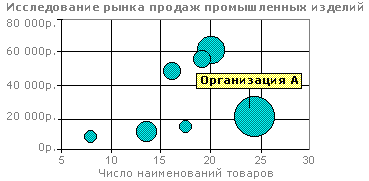 Исследование рынка продаж промышленных изделий
80 000р.
60 000р.
40 000р.
20 000р.
0р.
Организация А
5 10 15 20 25 30
Число наименований товаров